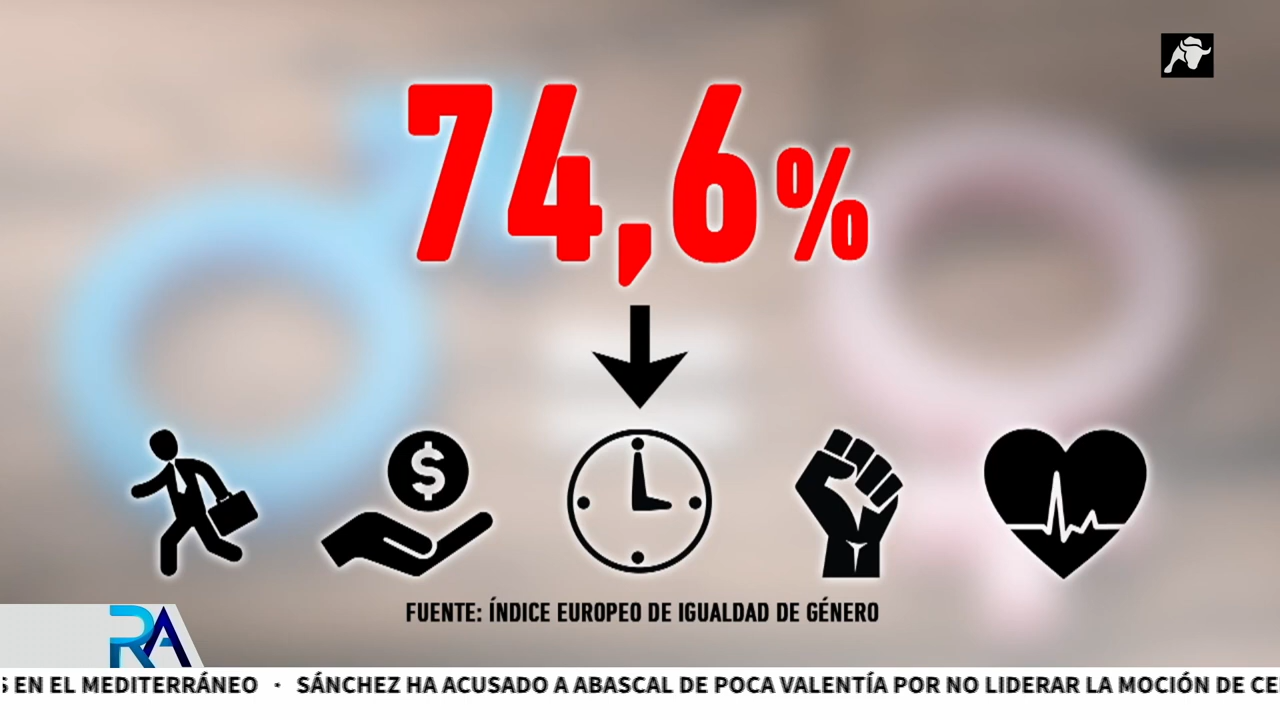 74,6%
$
FUENTE: ÍNDICE EUROPEO DE IGUALDAD DE GÉNERO
RA
EN EL MEDITERRÁNEO · SÁNCHEZ HA ACUSADO A ABASCAL DE POCA VALENTÍA POR NO LIDERAR LA MOCIÓN DE